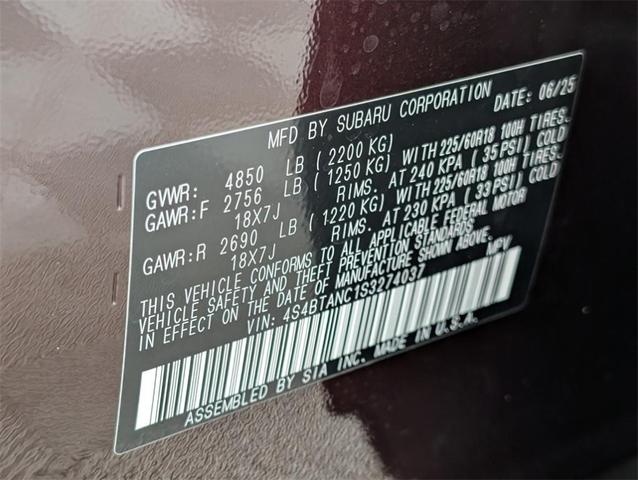 MFD BY SUBARU CORPORATION DATE: 06/25
GVWR: 4850 LB (2200 KG)
GAWR:F 2756 LB (1250 KG) WITH 225/60R18 100H TIRES.
18X7J RIMS. AT 240 KPA (35 PSI) COLD
GAWR:R 2690 LB (1220 KG) WITH 225/60R18 100H TIRES.
18X7J RIMS. AT 230 KPA (33 PSI) COLD
THIS VEHICLE CONFORMS TO ALL APPLICABLE FEDERAL MOTOR
VEHICLE SAFETY AND THEFT PREVENTION STANDARDS
IN EFFECT ON THE DATE OF MANUFACTURE SHOWN ABOVE.
VIN: 4S4BTANC1S3274037 MPV
ASSEMBLED BY SIA INC. MADE IN U.S.A.